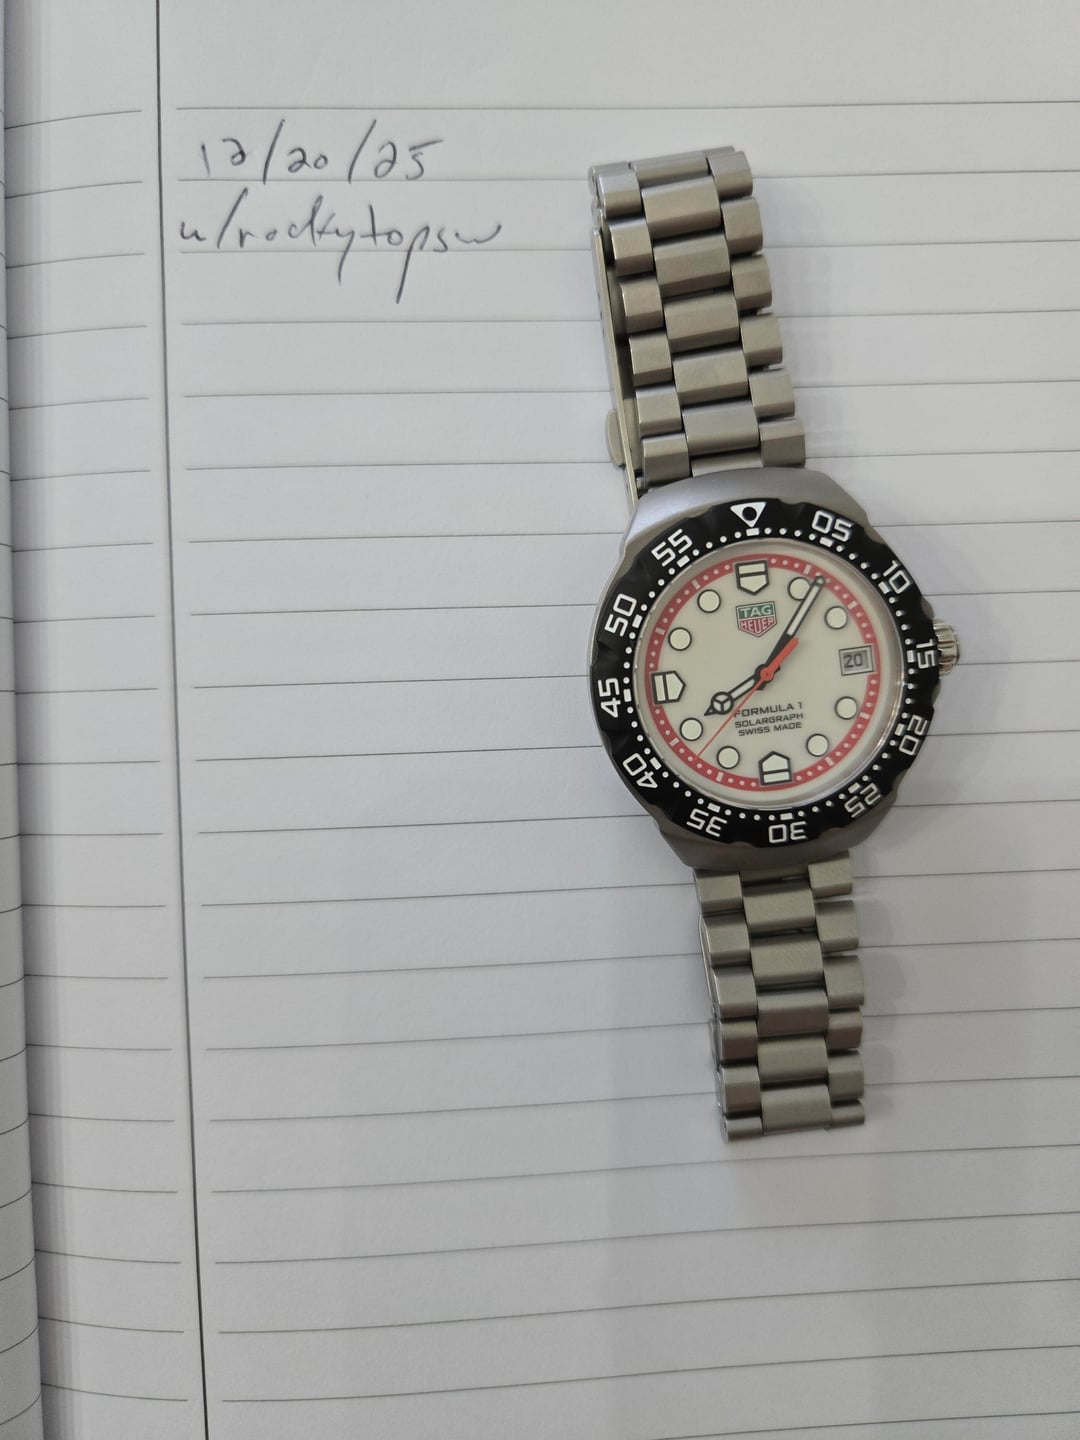 12/20/25
u/rockytopsw
05
10
15
20
25
30
35
40
45
50
55
TAG
HEUER
20
FORMULA 1
SOLARGRAPH
SWISS MADE